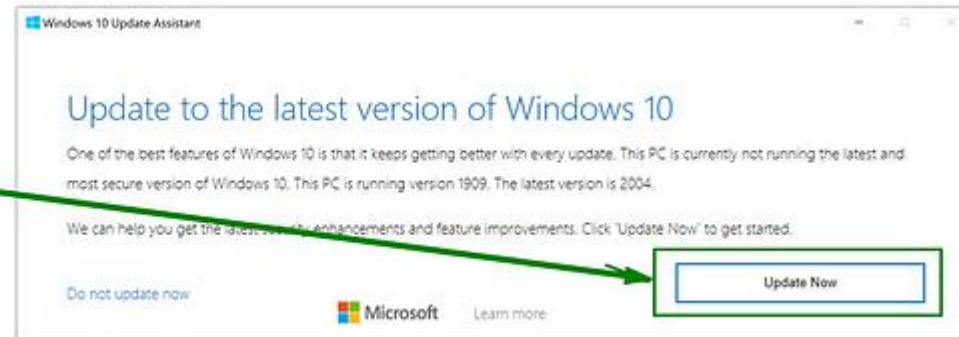 Windows 10 Update Assistant
Update to the latest version of Windows 10
One of the best features of Windows 10 is that it keeps getting better with every update. This PC is currently not running the latest and
most secure version of Windows 10. This PC is running version 1909. The latest version is 2004.
We can help you get the latest security enhancements and feature improvements. Click 'Update Now' to get started.
Update Now
Do not update now
Microsoft
Learn more